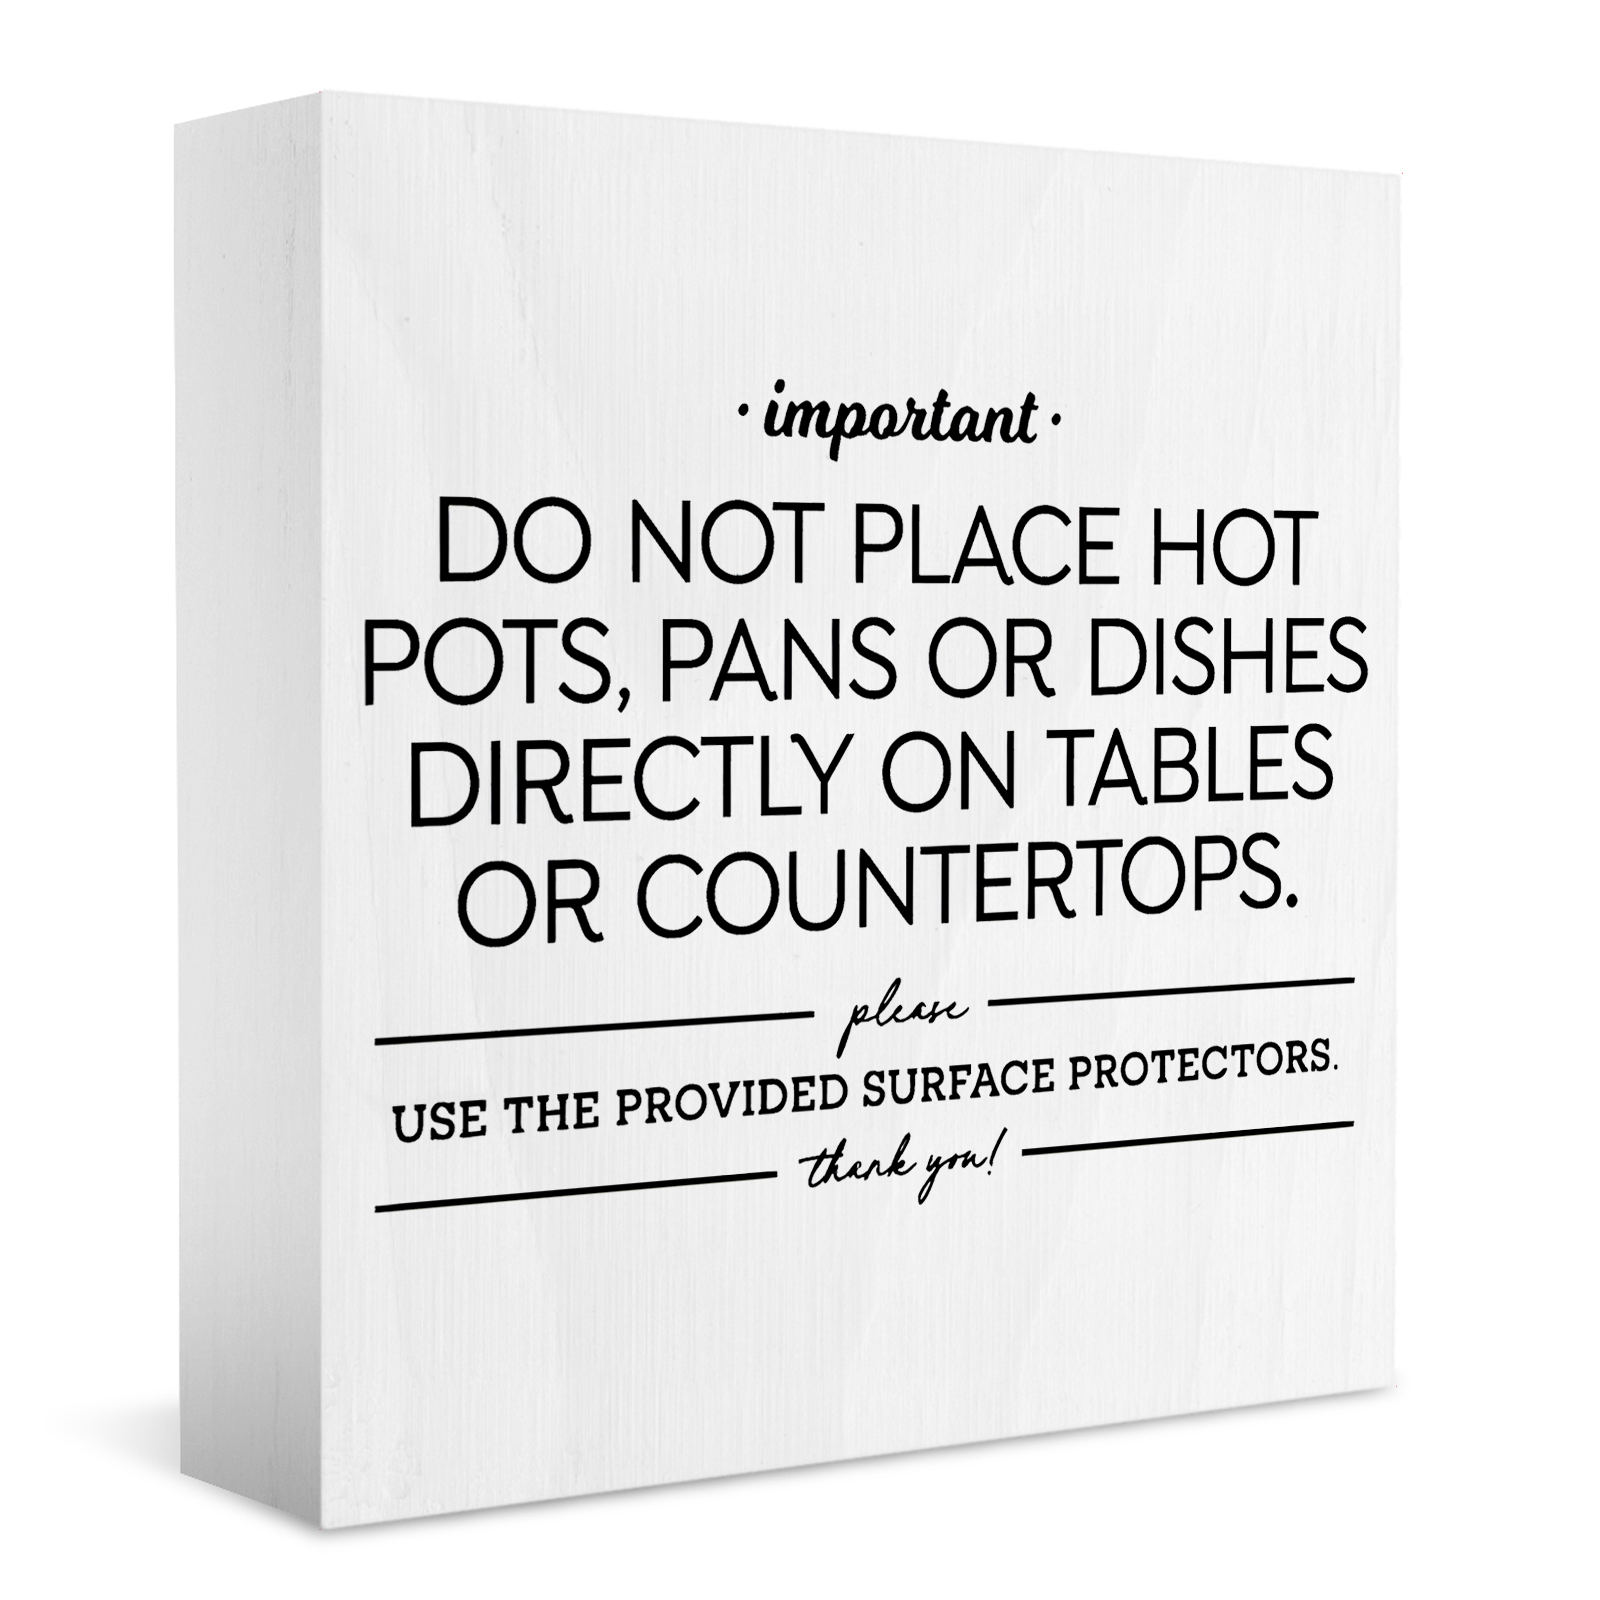 · important ·
DO NOT PLACE HOT
POTS, PANS OR DISHES
DIRECTLY ON TABLES
OR COUNTERTOPS.
please
USE THE PROVIDED SURFACE PROTECTORS.
thank you!